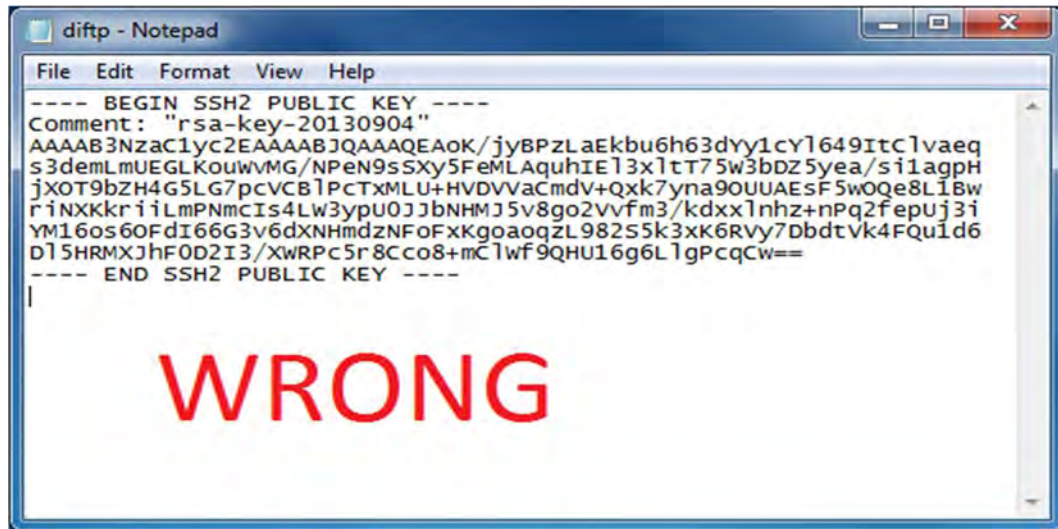 diftp - Notepad
File Edit Format View Help
---- BEGIN SSH2 PUBLIC KEY ----
Comment: "rsa-key-20130904"
AAAAB3NzaC1yc2EAAAABJQAAAQEAoK/jyBPzLaEkbu6h63dYy1cYl649ItClvaeq
s3demLmUEGLKouWvMG/NPeN9sSXy5FeMLAquhIEl3xltT75W3bDZ5yea/si1agpH
jXOT9bZH4G5LG7pcVCBlPcTxMLU+HVDVVaCmdV+Qxk7yna9OUUAEsF5wOQe8L1Bw
riNXKkriiLmPNmcIs4LW3ypU0JJbNHMJ5v8go2Vvfm3/kdxxlnhz+nPq2fepUj3i
YM16os6OFdI66G3v6dXNHmdzNFoFxKgoaoqzL982S5k3xK6RVy7DbdtVk4FQu1d6
Dl5HRMXJhF0D2I3/XWRPc5r8Cco8+mClWf9QHU16g6LlgPcqCw==
---- END SSH2 PUBLIC KEY ----
WRONG